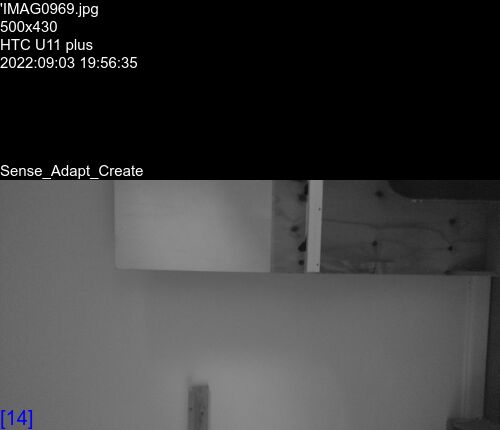 'IMAG0969.jpg
500x430
HTC U11 plus
2022:09:03 19:56:35
Sense_Adapt_Create
[14]